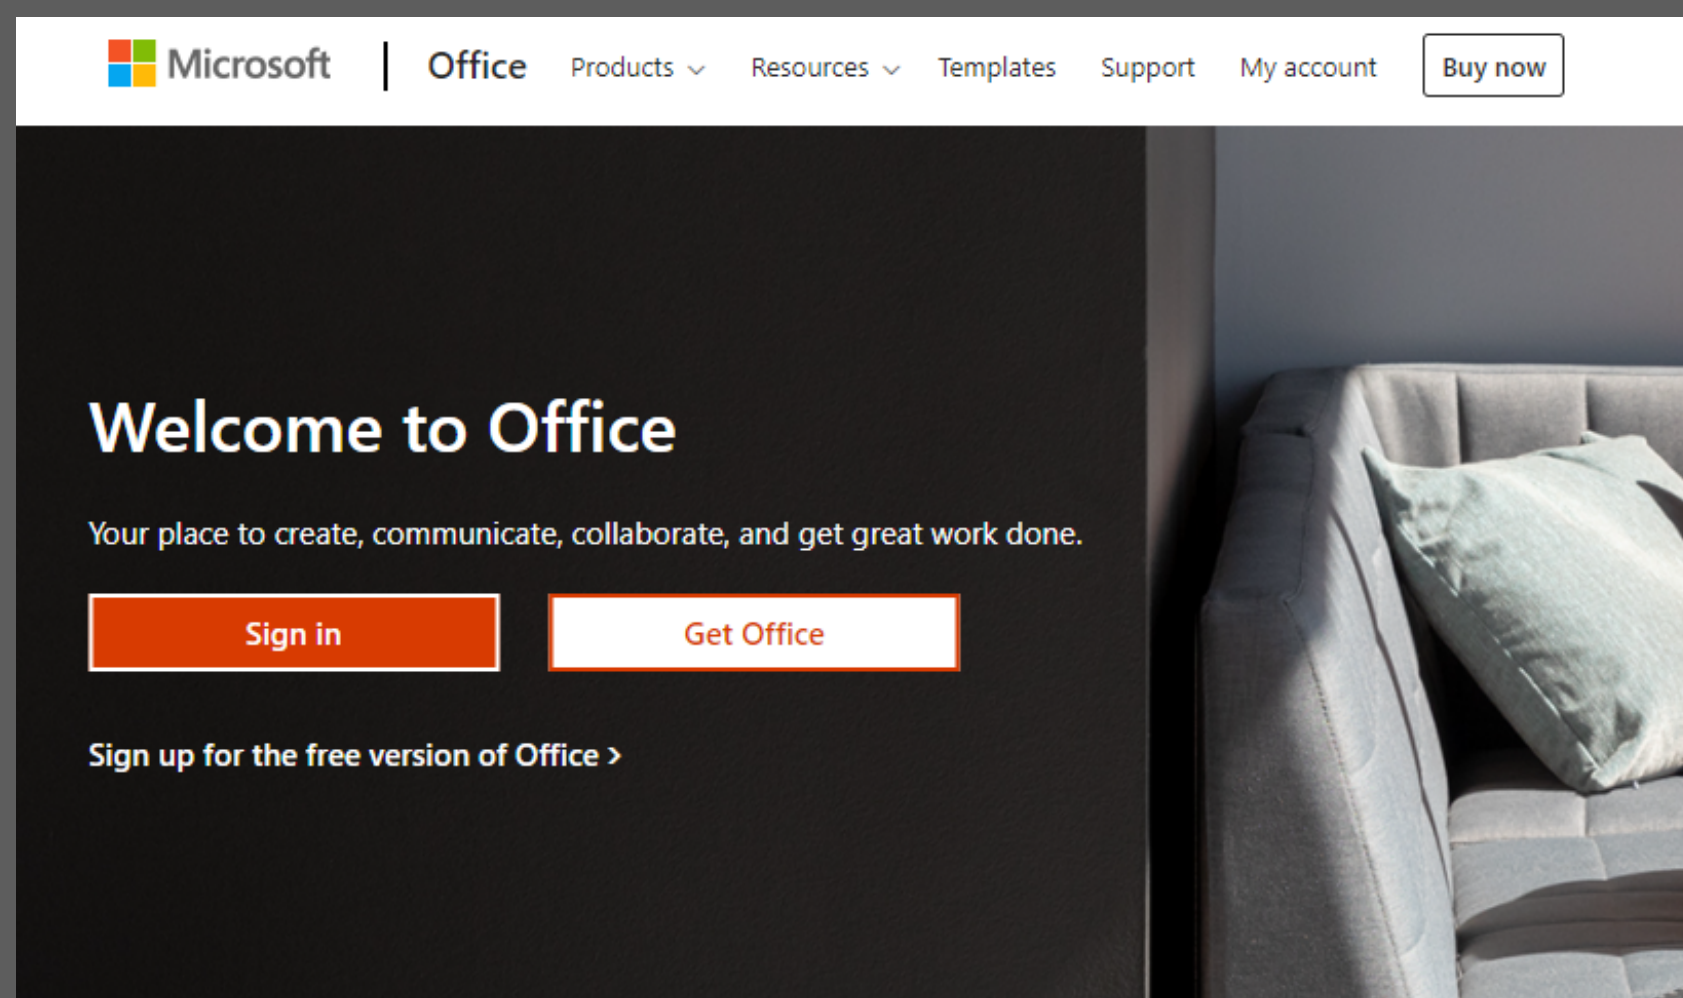 Microsoft | Office Products Resources Templates Support My account Buy now
Welcome to Office
Your place to create, communicate, collaborate, and get great work done.
Sign in Get Office
Sign up for the free version of Office >